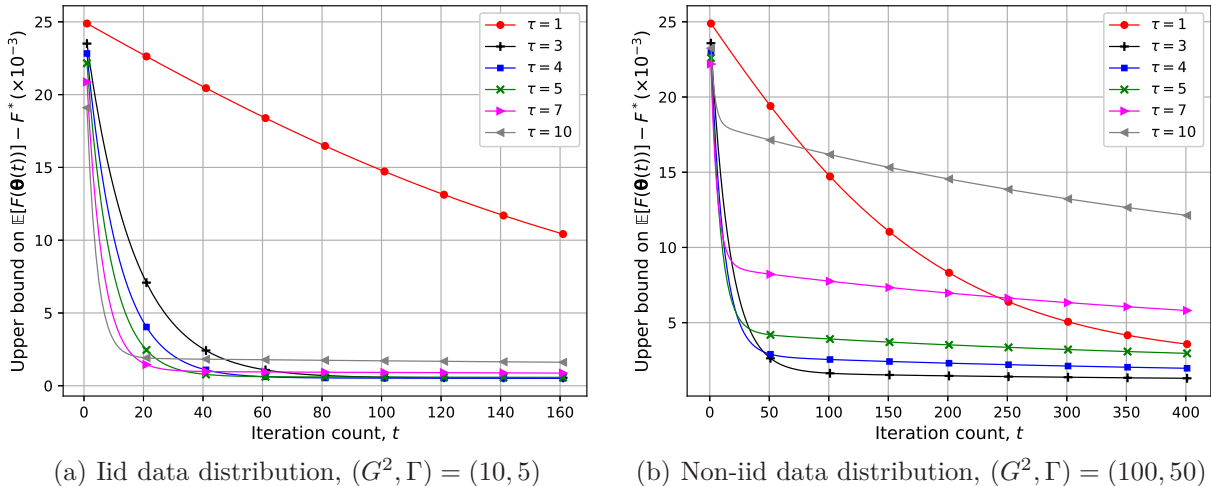 25
20
15
10
5
0
0 20 40 60 80 100 120 140 160
Upper bound on 𝔼[F(𝛉(t))] − F* (×10⁻³)
Iteration count, t
τ = 1
τ = 3
τ = 4
τ = 5
τ = 7
τ = 10
(a) Iid data distribution, (G², Γ) = (10, 5)
25
20
15
10
5
0 50 100 150 200 250 300 350 400
Upper bound on 𝔼[F(𝛉(t))] − F* (×10⁻³)
Iteration count, t
τ = 1
τ = 3
τ = 4
τ = 5
τ = 7
τ = 10
(b) Non-iid data distribution, (G², Γ) = (100, 50)